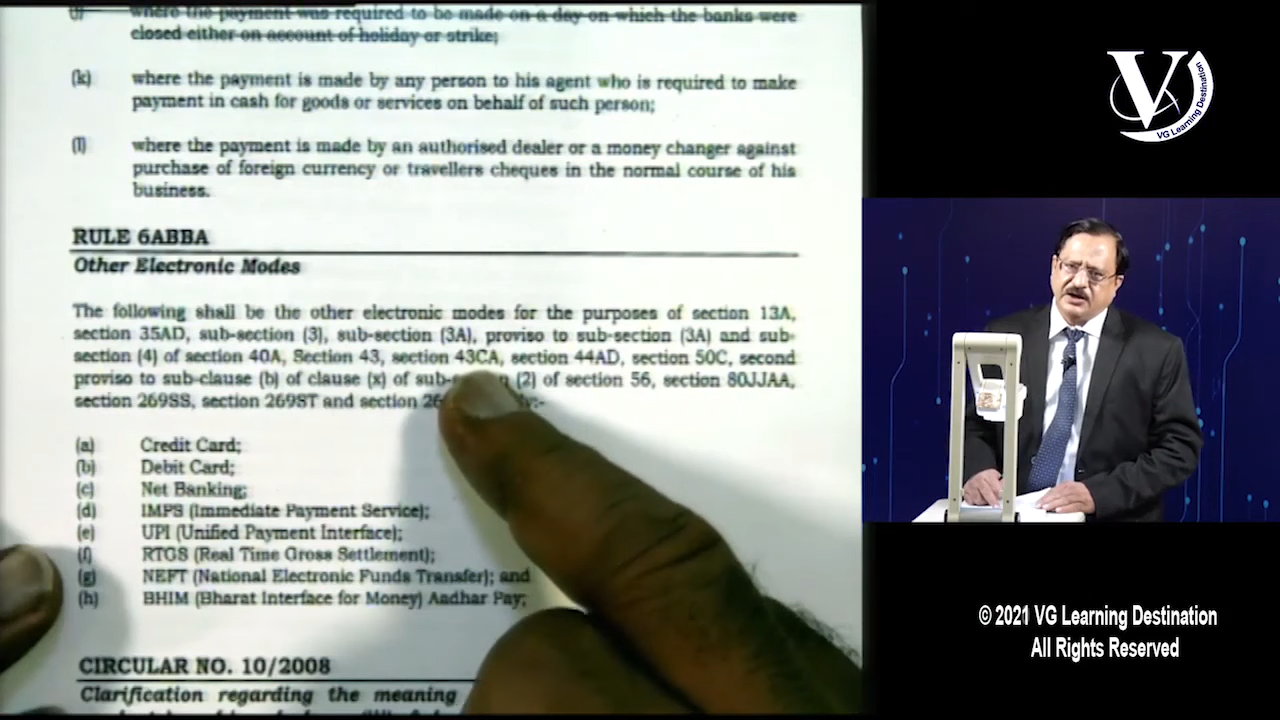 where the payment was required to be made on a day on which the banks were
closed either on account of holiday or strike;
(k) where the payment is made by any person to his agent who is required to make
payment in cash for goods or services on behalf of such person;
(l) where the payment is made by an authorised dealer or a money changer against
purchase of foreign currency or travellers cheques in the normal course of his
business.
RULE 6ABBA
Other Electronic Modes
The following shall be the other electronic modes for the purposes of section 13A,
section 35AD, sub-section (3), sub-section (3A), proviso to sub-section (3A) and sub-
section (4) of section 40A, Section 43, section 43CA, section 44AD, section 50C, second
proviso to sub-clause (b) of clause (x) of (2) of section 56, section 80JJAA,
section 269SS, section 269ST and section
(a) Credit Card;
(b) Debit Card;
(c) Net Banking;
(d) IMPS (Immediate Payment Service);
(e) UPI (Unified Payment Interface);
(f) RTGS (Real Time Gross Settlement);
(g) NEFT (National Electronic Funds Transfer); and
(h) BHIM (Bharat Interface for Money) Aadhar Pay;
CIRCULAR NO. 10/2008
Clarification regarding the meaning
V
VG Learning Destination
© 2021 VG Learning Destination
All Rights Reserved